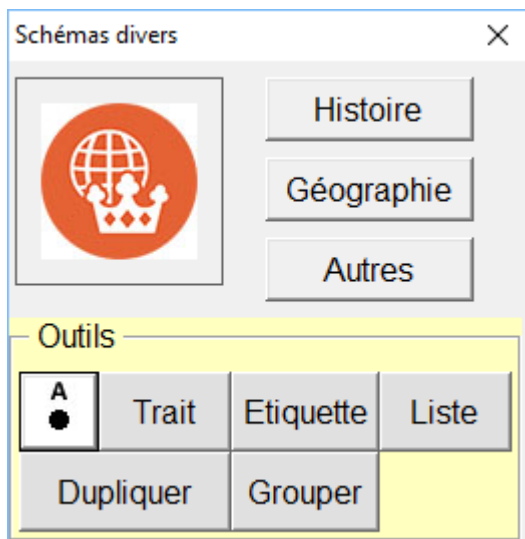 Schémas divers
Histoire
Géographie
Autres
Outils
A
Trait Etiquette Liste
Dupliquer Grouper